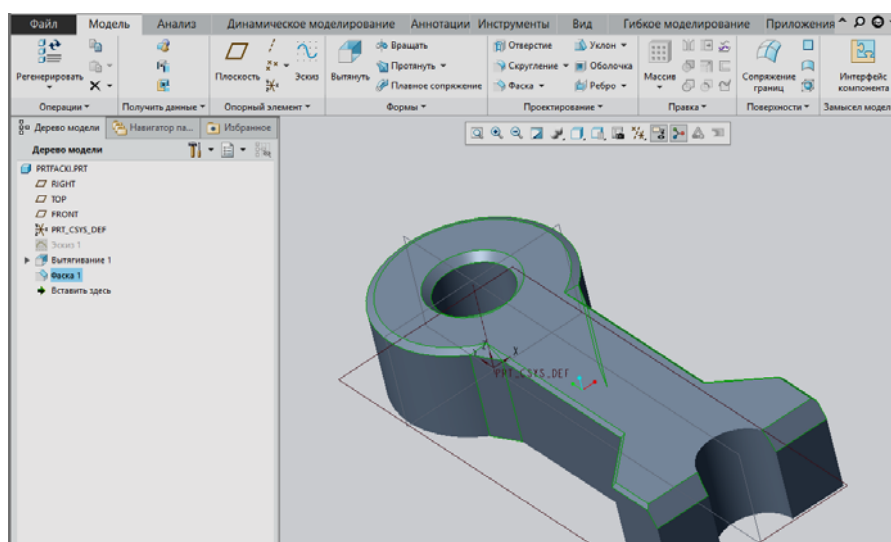 Файл Модель Анализ Динамическое моделирование Аннотации Инструменты Вид Гибкое моделирование Приложения
Регенерировать
Плоскость
Эскиз
Вытянуть
Вращать
Протянуть
Плавное сопряжение
Отверстие
Скругление
Фаска
Уклон
Оболочка
Ребро
Массив
Сопряжение границ
Интерфейс компонента
Операции Получить данные Опорный элемент Формы Проектирование Правка Поверхности Замысел модел
Дерево модели Навигатор па... Избранное
Дерево модели
PRTFACKI.PRT
RIGHT
TOP
FRONT
PRT_CSYS_DEF
Эскиз 1
Вытягивание 1
Фаска 1
Вставить здесь
Z
Y X
PRT_CSYS_DEF